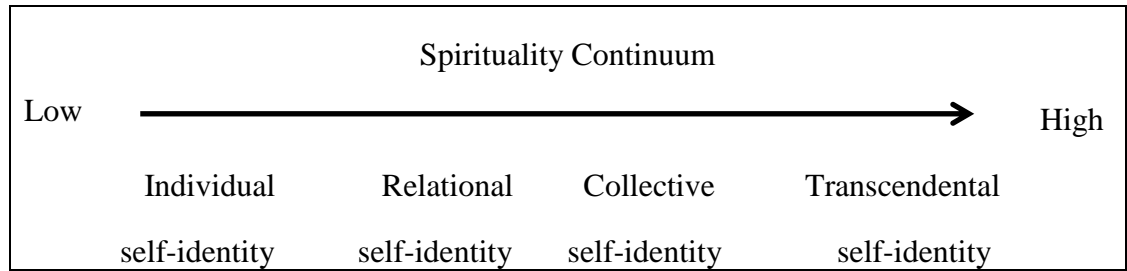 Spirituality Continuum
Low
High
Individual Relational Collective Transcendental
self-identity self-identity self-identity self-identity